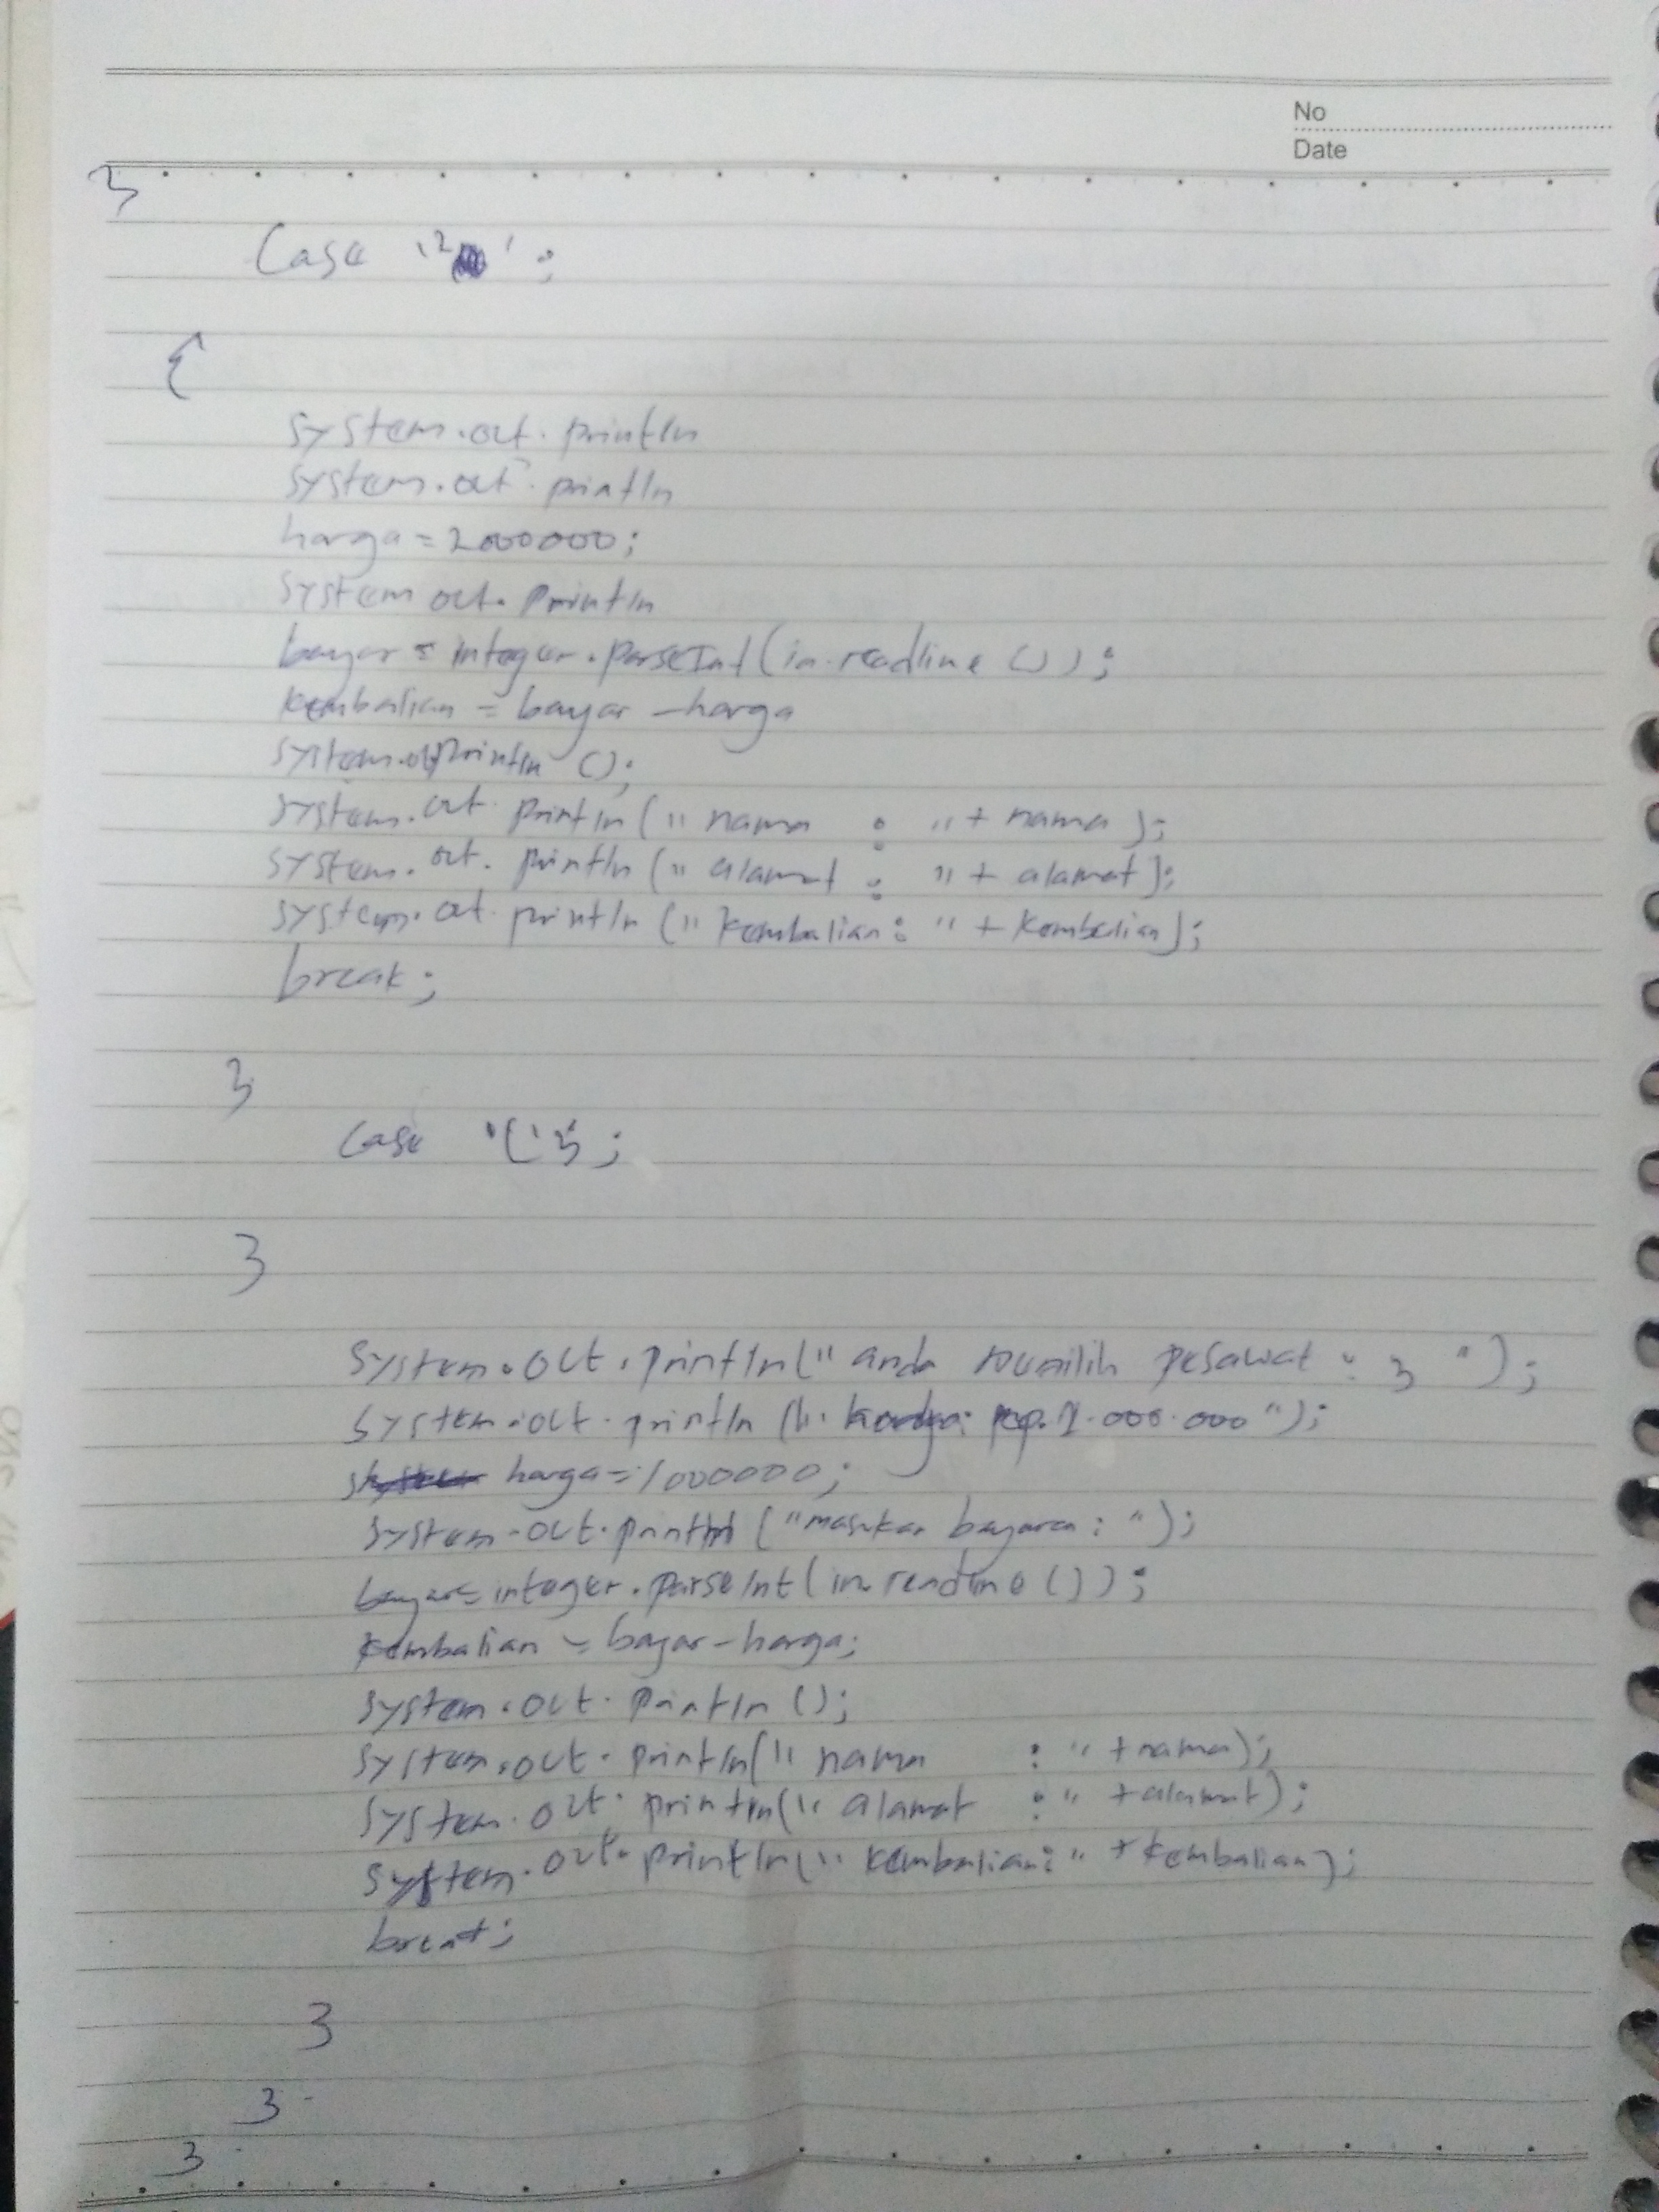 No
Date
}
Case '2' ;
{
System.out.println
System.out.println
harga = 2000000;
System out. Println
bayar = integer.parseInt(in.readline ());
kembalian = bayar - harga
System.out println ();
System.out. println (" nama : " + nama );
System.out. println (" alamat : " + alamat );
System.out. println (" kembalian : " + kembalian );
break;
}
Case '3' ;
}
System.out.println(" anda memilih pesawat : 3 ");
System.out.println (" harga: rp. 1.000.000 ");
harga = 1000000;
System.out.println ("masukan bayaran : ");
bayar = integer.parseInt(in.readline ());
kembalian = bayar - harga;
System.out. println ();
System.out. println(" nama : " + nama);
System.out. println(" alamat : " + alamat);
System.out. println(" kembalian : " + kembalian);
break;
}
}
}